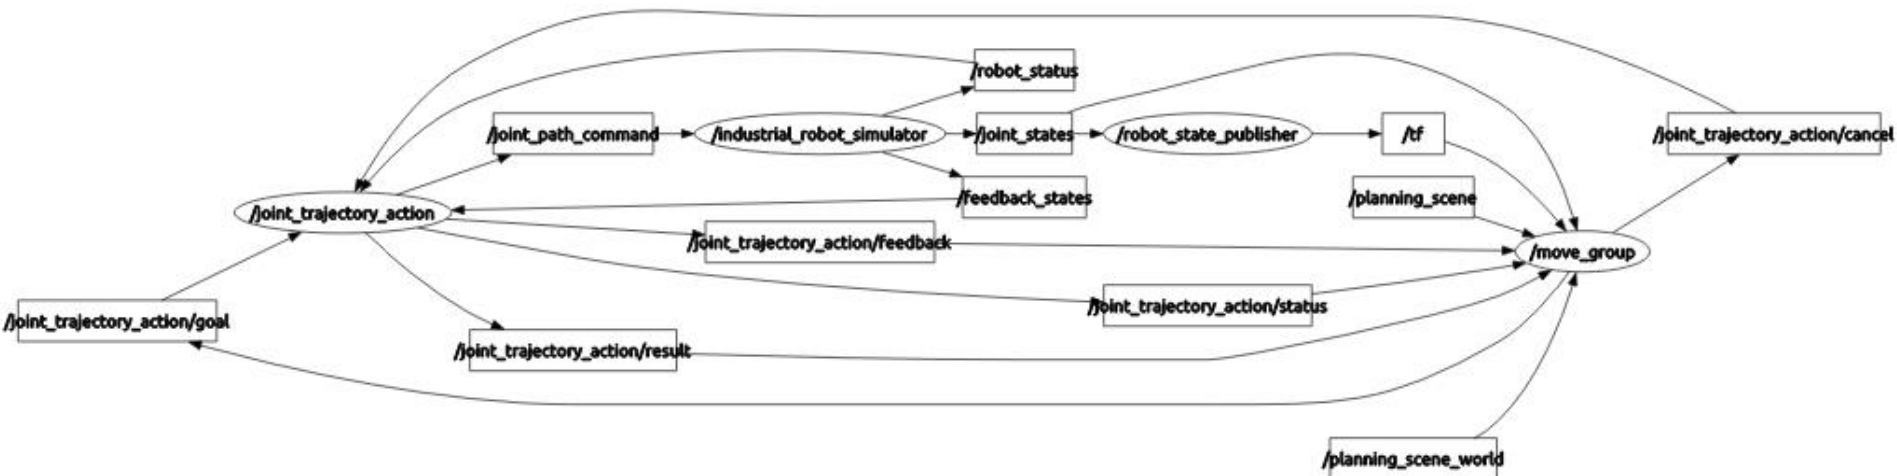 /robot_status
/joint_path_command
/industrial_robot_simulator
/joint_states
/robot_state_publisher
/tf
/joint_trajectory_action/cancel
/feedback_states
/planning_scene
/joint_trajectory_action
/joint_trajectory_action/feedback
/move_group
/joint_trajectory_action/status
/joint_trajectory_action/goal
/joint_trajectory_action/result
/planning_scene_world